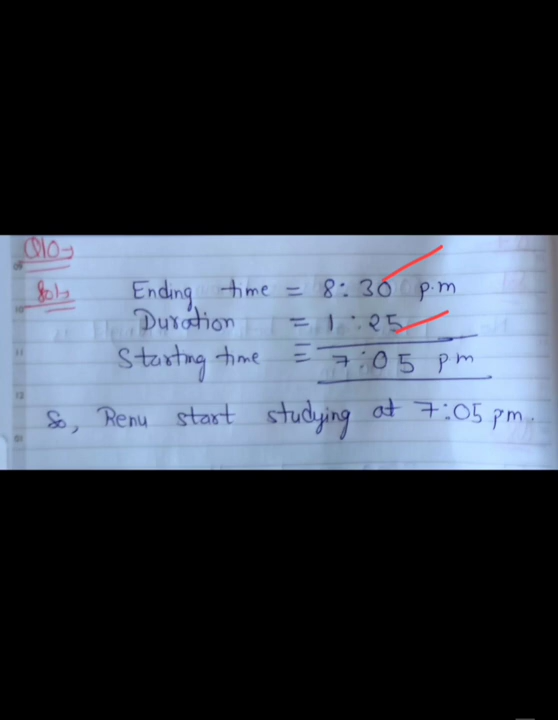 Q10→
Sol→ Ending time = 8:30 p.m
Duration = 1:25
Starting time = 7:05 pm
So, Renu start studying at 7:05 pm.